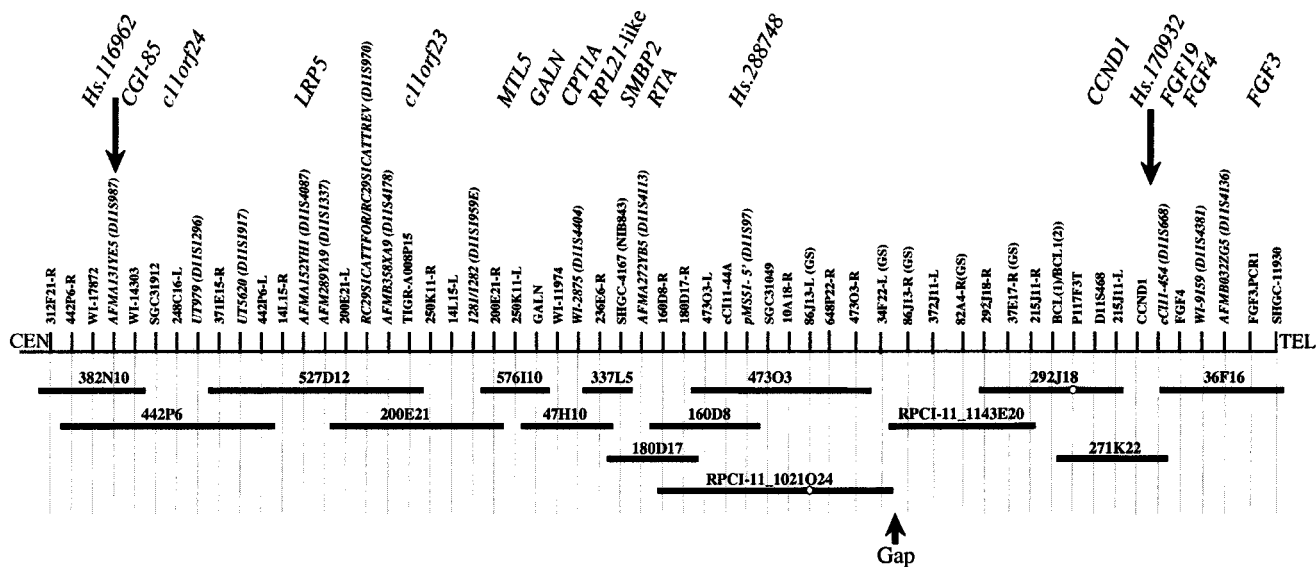 Hs.116962
CGI-85
c11orf24
LRP5
c11orf23
MTL5
GALN
CPT1A
RPL21-like
SMBP2
RTA
Hs.288748
CCND1
Hs.170932
FGF19
FGF4
FGF3
312F21-R
442P6-R
WI-17872
AFMA131YE5 (D11S987)
WI-14303
SGC31912
248C16-L
UT979 (D11S1296)
371E15-R
UT5620 (D11S1917)
442P6-L
14L15-R
AFMA152YH1 (D11S4087)
AFM289YA9 (D11S1337)
200E21-L
RC29S1CATTFOR/RC29S1CATTREV (D11S970)
AFMB358XA9 (D11S4178)
TIGR-A008P15
250K11-R
14L15-L
1281/1282 (D11S1959E)
200E21-R
250K11-L
GALN
WI-11974
WI-2875 (D11S4404)
236E6-R
SHGC-4167 (NIB843)
AFMA272YB5 (D11S4113)
160D8-R
180D17-R
473O3-L
cCI11-44A
pMS51- 5' (D11S97)
SGC31049
10A18-R
86J13-L (GS)
648P22-R
473O3-R
34F22-L (GS)
86J13-R (GS)
372J11-L
82A4-R(GS)
292J18-R
37E17-R (GS)
215J11-R
BCL(1)/BCL.1(2))
P117F3T
D11S468
215J11-L
CCND1
cCI11-454 (D11S668)
FGF4
WI-9159 (D11S4381)
AFMB032ZG5 (D11S4136)
FGF3.PCR1
SHGC-11930
CEN
TEL
382N10
527D12
576I10
337L5
473O3
292J18
36F16
442P6
200E21
47H10
160D8
RPCI-11_1143E20
180D17
271K22
RPCI-11_1021O24
Gap